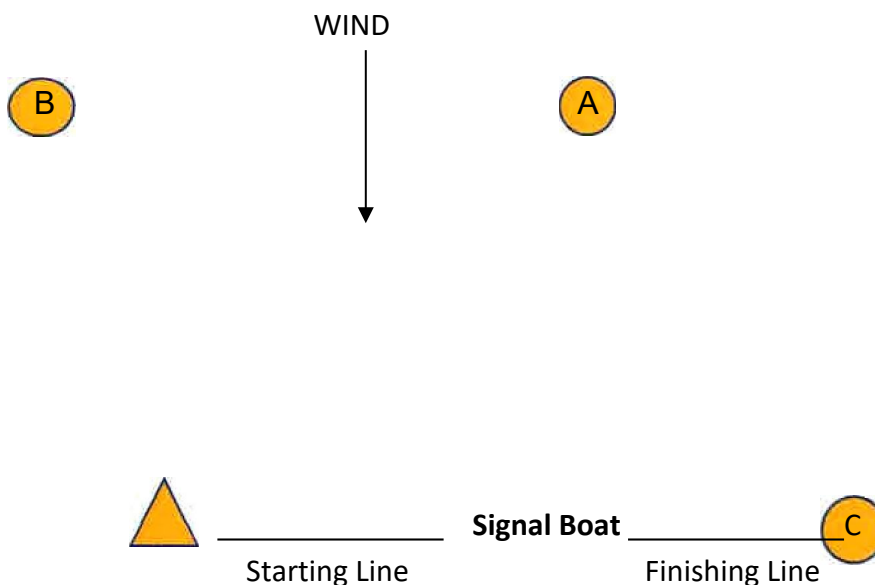 WIND
B
A
Signal Boat
C
Starting Line
Finishing Line